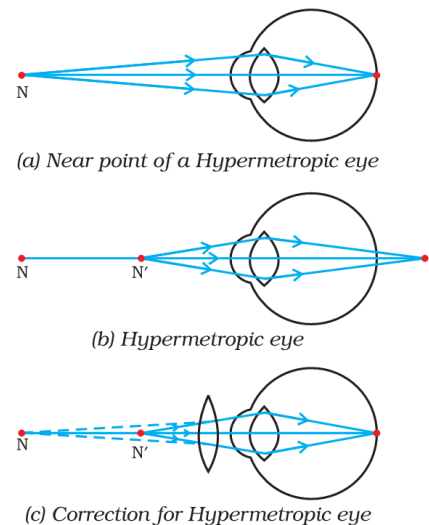 N
(a) Near point of a Hypermetropic eye
N N′
(b) Hypermetropic eye
N N′
(c) Correction for Hypermetropic eye